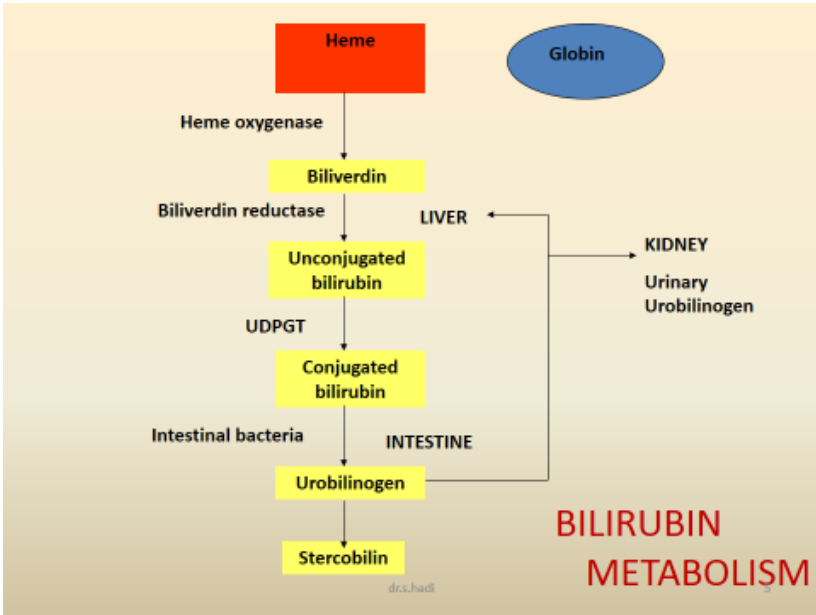 Heme
Globin
Heme oxygenase
Biliverdin
Biliverdin reductase
LIVER
KIDNEY
Unconjugated
bilirubin
Urinary
Urobilinogen
UDPGT
Conjugated
bilirubin
Intestinal bacteria
INTESTINE
Urobilinogen
BILIRUBIN
METABOLISM
Stercobilin
dr.s.hadi
5